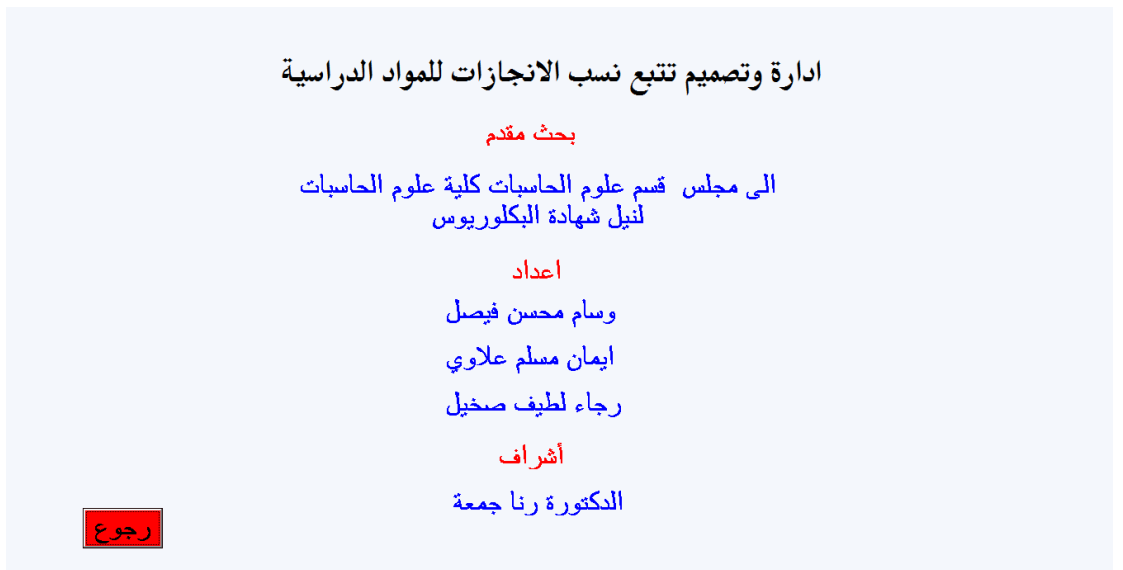 ادارة وتصميم تتبع نسب الانجازات للمواد الدراسية
بحث مقدم
الى مجلس قسم علوم الحاسبات كلية علوم الحاسبات
لنيل شهادة البكلوريوس
اعداد
وسام محسن فيصل
ايمان مسلم علاوي
رجاء لطيف صخيل
أشراف
الدكتورة رنا جمعة
رجوع